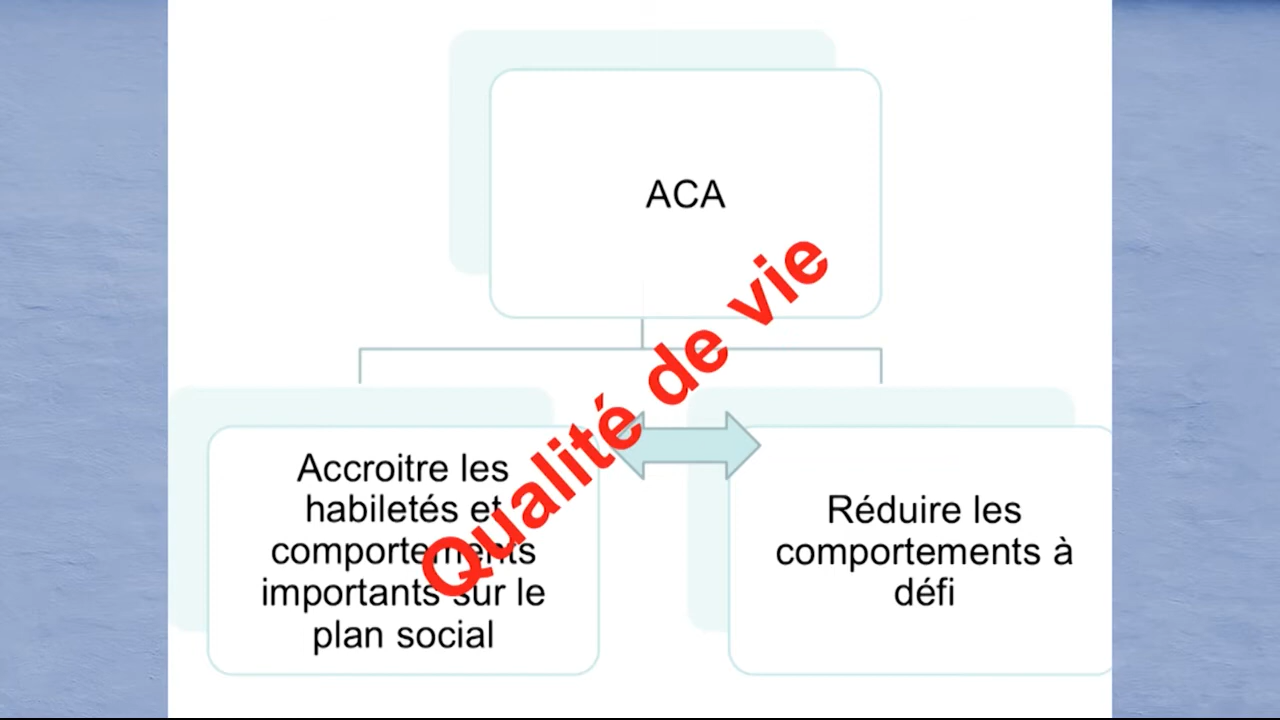 ACA
Qualité de vie
Accroitre les
habiletés et
comportements
importants sur le
plan social
Réduire les
comportements à
défi